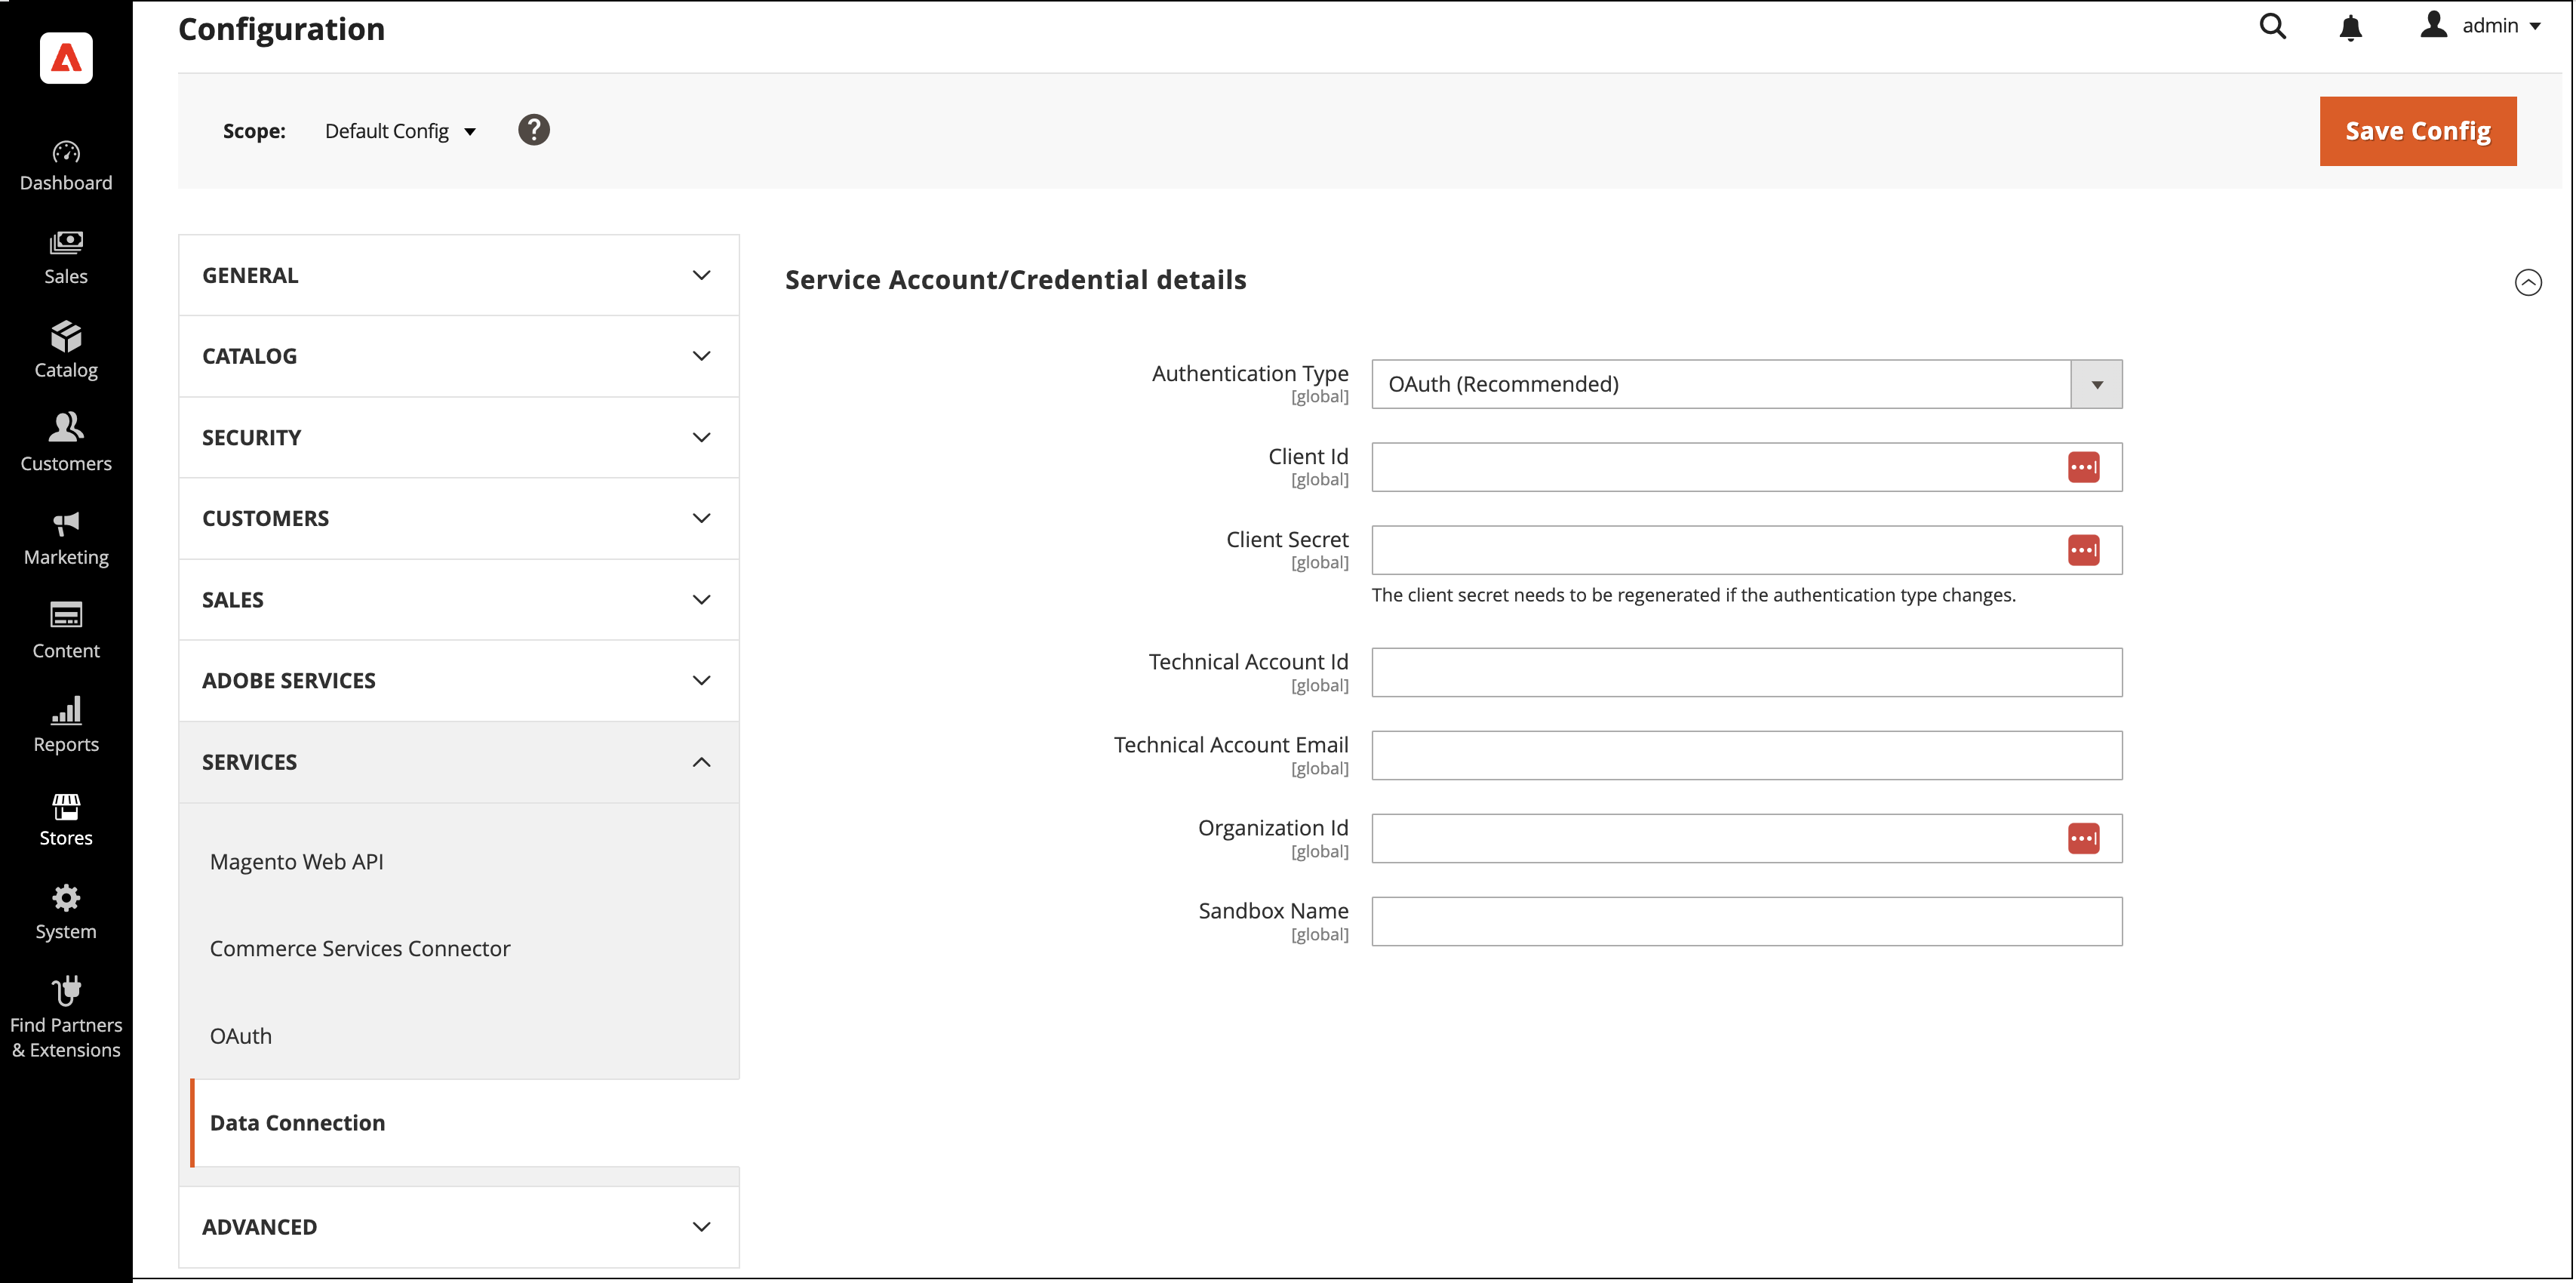 Configuration
admin
Scope:
Default Config
?
Save Config
Dashboard
Sales
Catalog
Customers
Marketing
Content
Reports
Stores
System
Find Partners
& Extensions
GENERAL
CATALOG
SECURITY
CUSTOMERS
SALES
ADOBE SERVICES
SERVICES
Magento Web API
Commerce Services Connector
OAuth
Data Connection
ADVANCED
Service Account/Credential details
Authentication Type
[global]
OAuth (Recommended)
Client Id
[global]
Client Secret
[global]
The client secret needs to be regenerated if the authentication type changes.
Technical Account Id
[global]
Technical Account Email
[global]
Organization Id
[global]
Sandbox Name
[global]